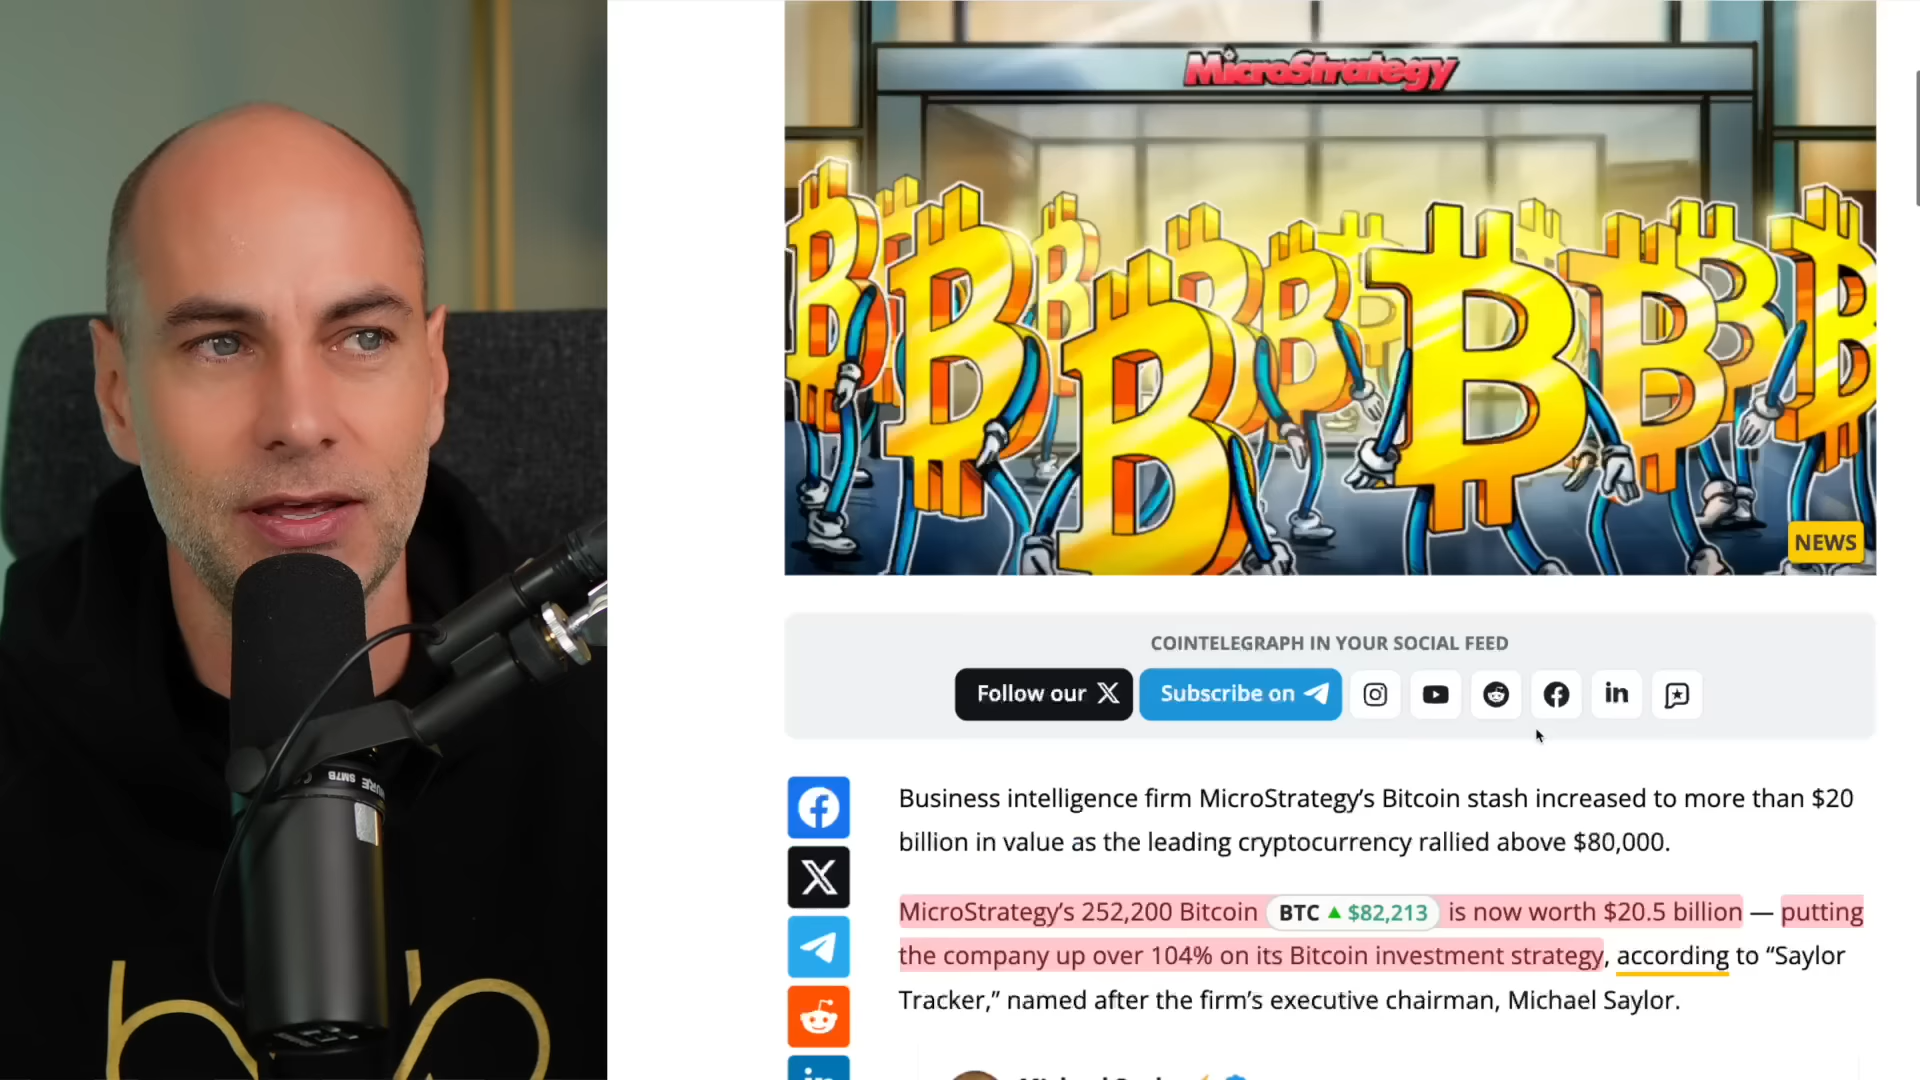 MicroStrategy
NEWS
COINTELEGRAPH IN YOUR SOCIAL FEED
Follow our X
Subscribe on
Business intelligence firm MicroStrategy’s Bitcoin stash increased to more than $20
billion in value as the leading cryptocurrency rallied above $80,000.
MicroStrategy’s 252,200 Bitcoin BTC ▲ $82,213 is now worth $20.5 billion — putting
the company up over 104% on its Bitcoin investment strategy, according to “Saylor
Tracker,” named after the firm’s executive chairman, Michael Saylor.
SHURE SM7B